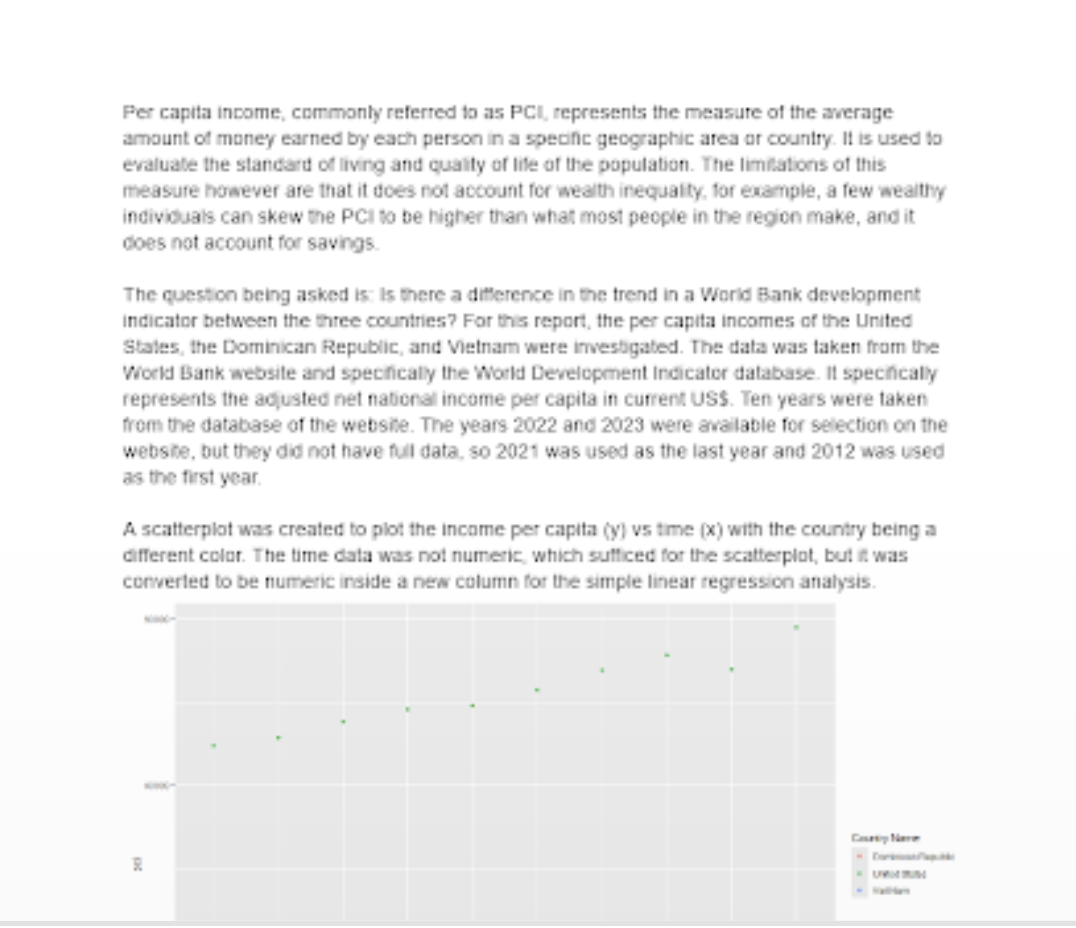 Per capita income, commonly referred to as PCI, represents the measure of the average
amount of money earned by each person in a specific geographic area or country. It is used to
evaluate the standard of living and quality of life of the population. The limitations of this
measure however are that it does not account for wealth inequality, for example, a few wealthy
individuals can skew the PCI to be higher than what most people in the region make, and it
does not account for savings.
The question being asked is: Is there a difference in the trend in a World Bank development
indicator between the three countries? For this report, the per capita incomes of the United
States, the Dominican Republic, and Vietnam were investigated. The data was taken from the
World Bank website and specifically the World Development Indicator database. It specifically
represents the adjusted net national income per capita in current US$. Ten years were taken
from the database of the website. The years 2022 and 2023 were available for selection on the
website, but they did not have full data, so 2021 was used as the last year and 2012 was used
as the first year.
A scatterplot was created to plot the income per capita (y) vs time (x) with the country being a
different color. The time data was not numeric, which sufficed for the scatterplot, but it was
converted to be numeric inside a new column for the simple linear regression analysis.
Country Name
Dominican Republic
United States